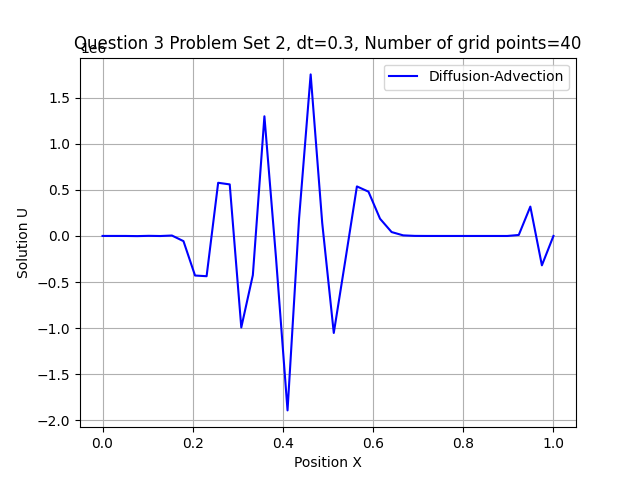 Question 3 Problem Set 2, dt=0.3, Number of grid points=40
1e6
Diffusion-Advection
1.5
1.0
0.5
0.0
−0.5
−1.0
−1.5
−2.0
Solution U
0.0 0.2 0.4 0.6 0.8 1.0
Position X